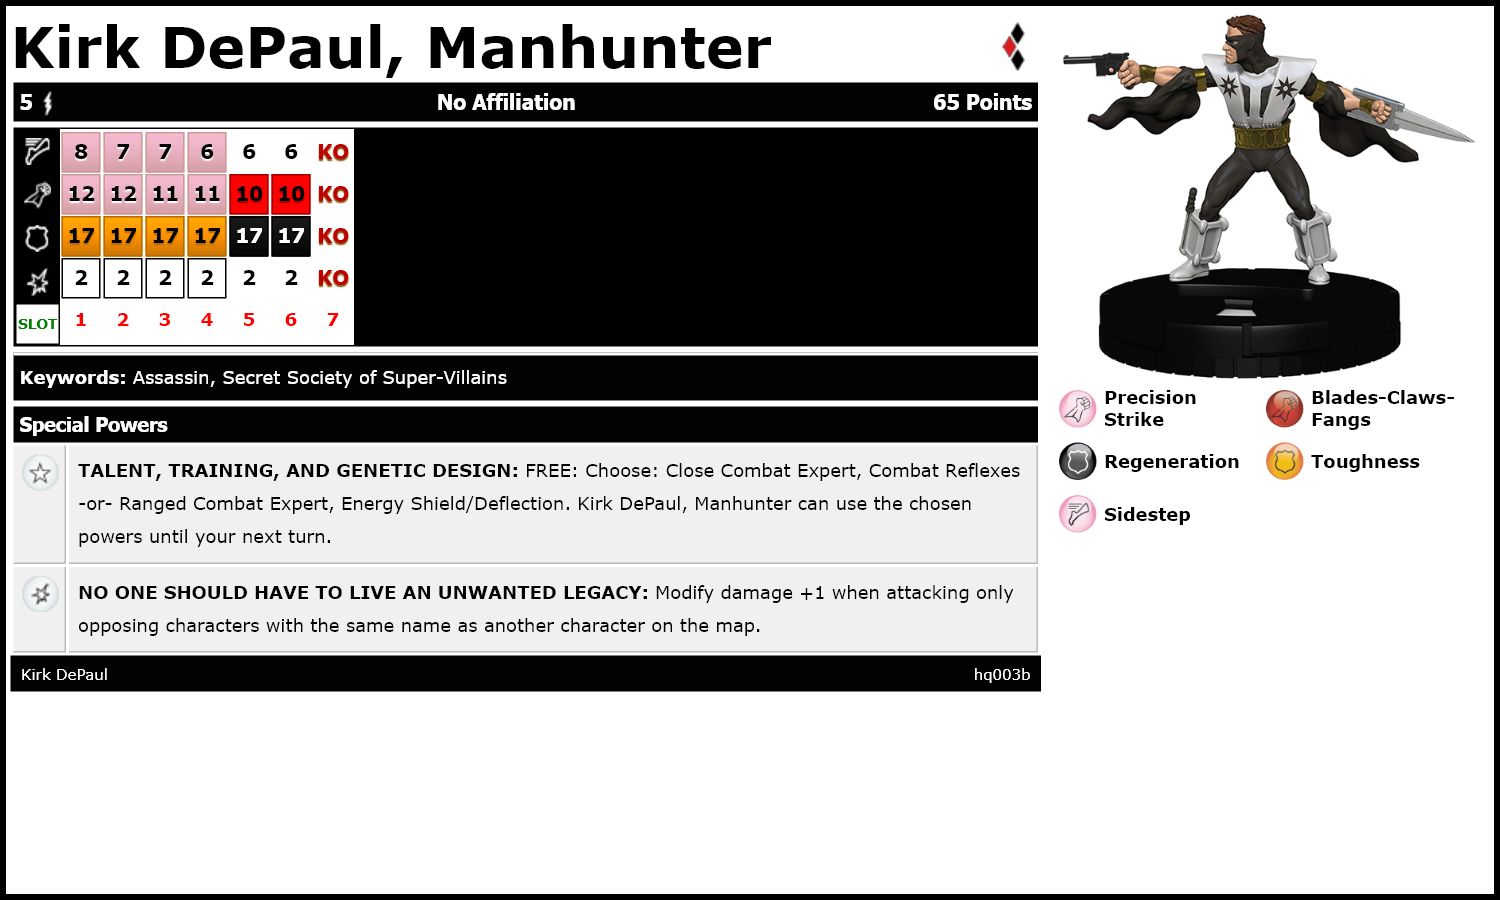 Kirk DePaul, Manhunter
5 No Affiliation 65 Points
8 7 7 6 6 6 KO
12 12 11 11 10 10 KO
17 17 17 17 17 17 KO
2 2 2 2 2 2 KO
SLOT 1 2 3 4 5 6 7
Keywords: Assassin, Secret Society of Super-Villains
Special Powers
TALENT, TRAINING, AND GENETIC DESIGN: FREE: Choose: Close Combat Expert, Combat Reflexes
-or- Ranged Combat Expert, Energy Shield/Deflection. Kirk DePaul, Manhunter can use the chosen
powers until your next turn.
NO ONE SHOULD HAVE TO LIVE AN UNWANTED LEGACY: Modify damage +1 when attacking only
opposing characters with the same name as another character on the map.
Kirk DePaul hq003b
Precision
Strike
Blades-Claws-
Fangs
Regeneration
Toughness
Sidestep